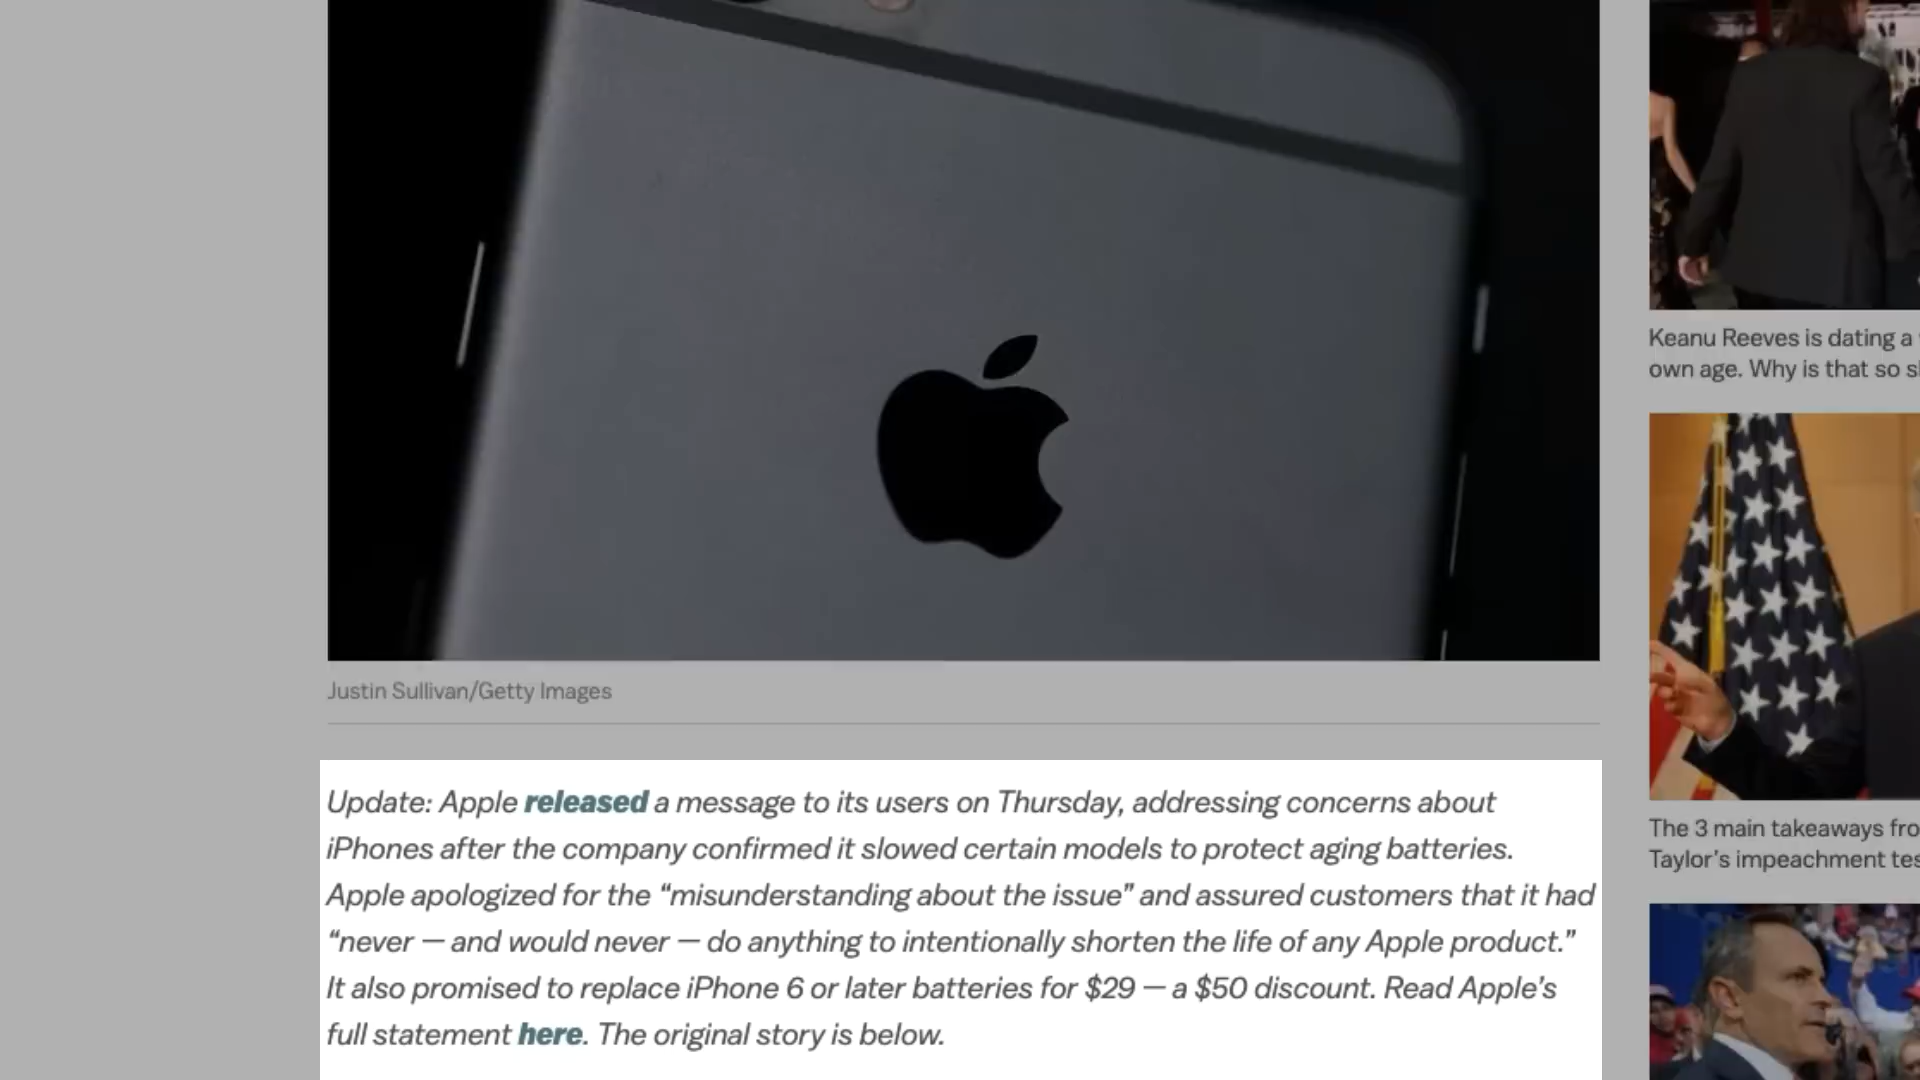 Justin Sullivan/Getty Images
Update: Apple released a message to its users on Thursday, addressing concerns about
iPhones after the company confirmed it slowed certain models to protect aging batteries.
Apple apologized for the “misunderstanding about the issue” and assured customers that it had
“never — and would never — do anything to intentionally shorten the life of any Apple product.”
It also promised to replace iPhone 6 or later batteries for $29 — a $50 discount. Read Apple’s
full statement here. The original story is below.
Keanu Reeves is dating a
own age. Why is that so
The 3 main takeaways
Taylor’s impeachment